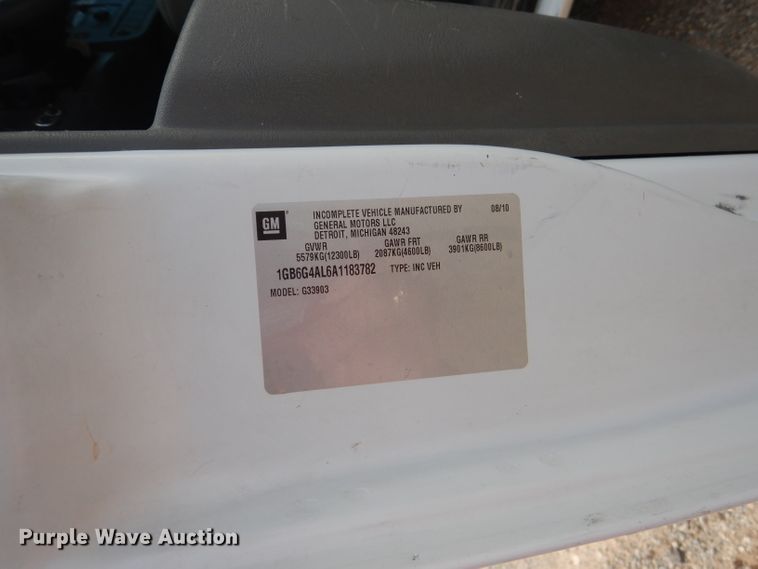 GM
INCOMPLETE VEHICLE MANUFACTURED BY 08/10
GENERAL MOTORS LLC
DETROIT, MICHIGAN 48243
GVWR GAWR FRT GAWR RR
5579KG(12300LB) 2087KG(4600LB) 3901KG(8600LB)
1GB6G4AL6A1183782 TYPE: INC VEH
MODEL: G33903
Purple Wave Auction